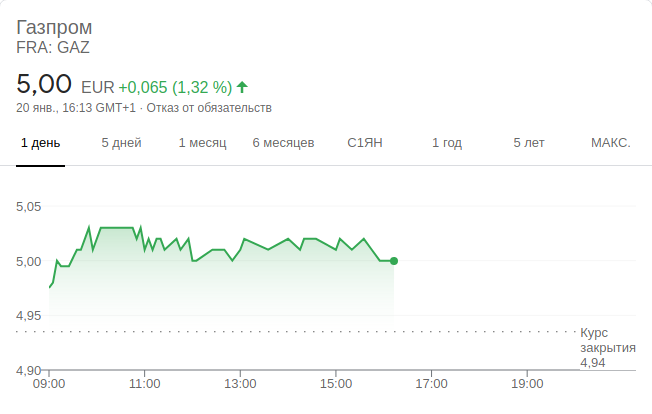 Газпром
FRA: GAZ
5,00 EUR +0,065 (1,32 %)
20 янв., 16:13 GMT+1 · Отказ от обязательств
1 день 5 дней 1 месяц 6 месяцев С1ЯН 1 год 5 лет МАКС.
5,05
5,00
4,95
Курс
закрытия
4,94
4,90
09:00 11:00 13:00 15:00 17:00 19:00